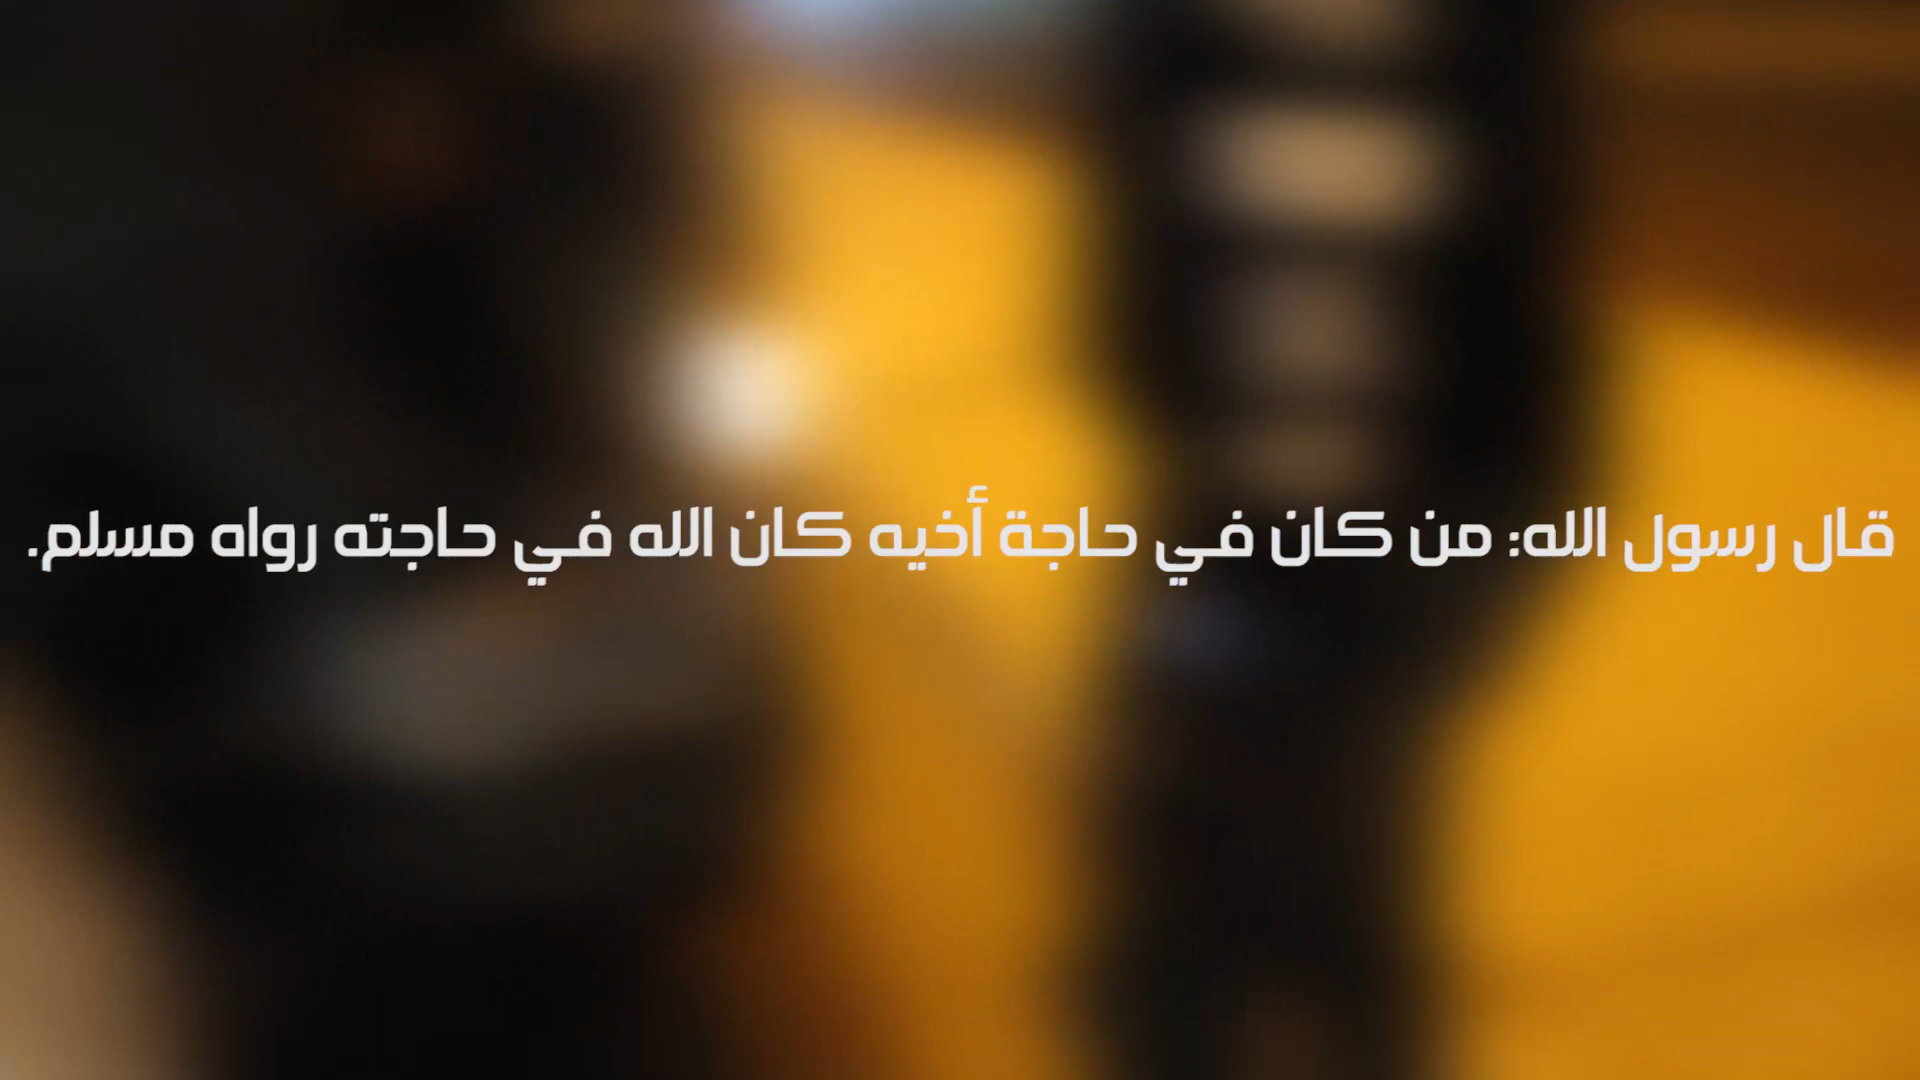 قال رسول الله: من كان في حاجة أخيه كان الله في حاجته رواه مسلم.